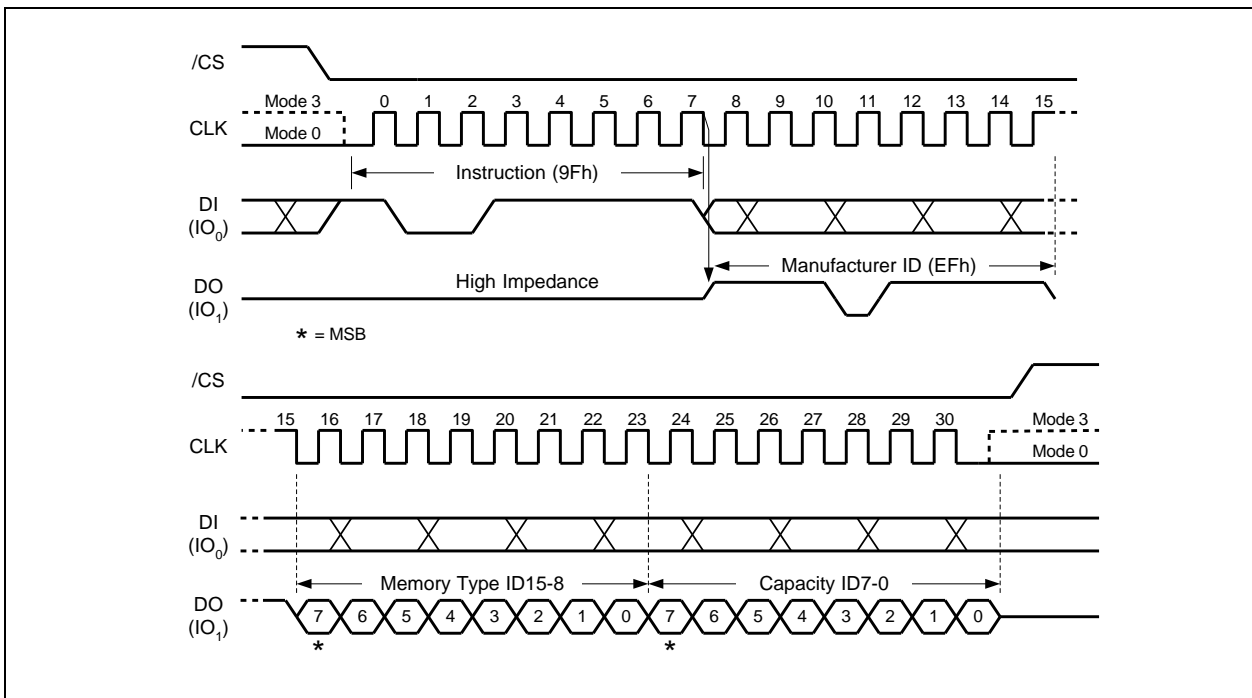 /CS
Mode 3 0 1 2 3 4 5 6 7 8 9 10 11 12 13 14 15
CLK
Mode 0
Instruction (9Fh)
DI
(IO0)
Manufacturer ID (EFh)
DO High Impedance
(IO1)
* = MSB
/CS
15 16 17 18 19 20 21 22 23 24 25 26 27 28 29 30 Mode 3
CLK
Mode 0
DI
(IO0)
Memory Type ID15-8 Capacity ID7-0
DO 7 6 5 4 3 2 1 0 7 6 5 4 3 2 1 0
(IO1)
* *